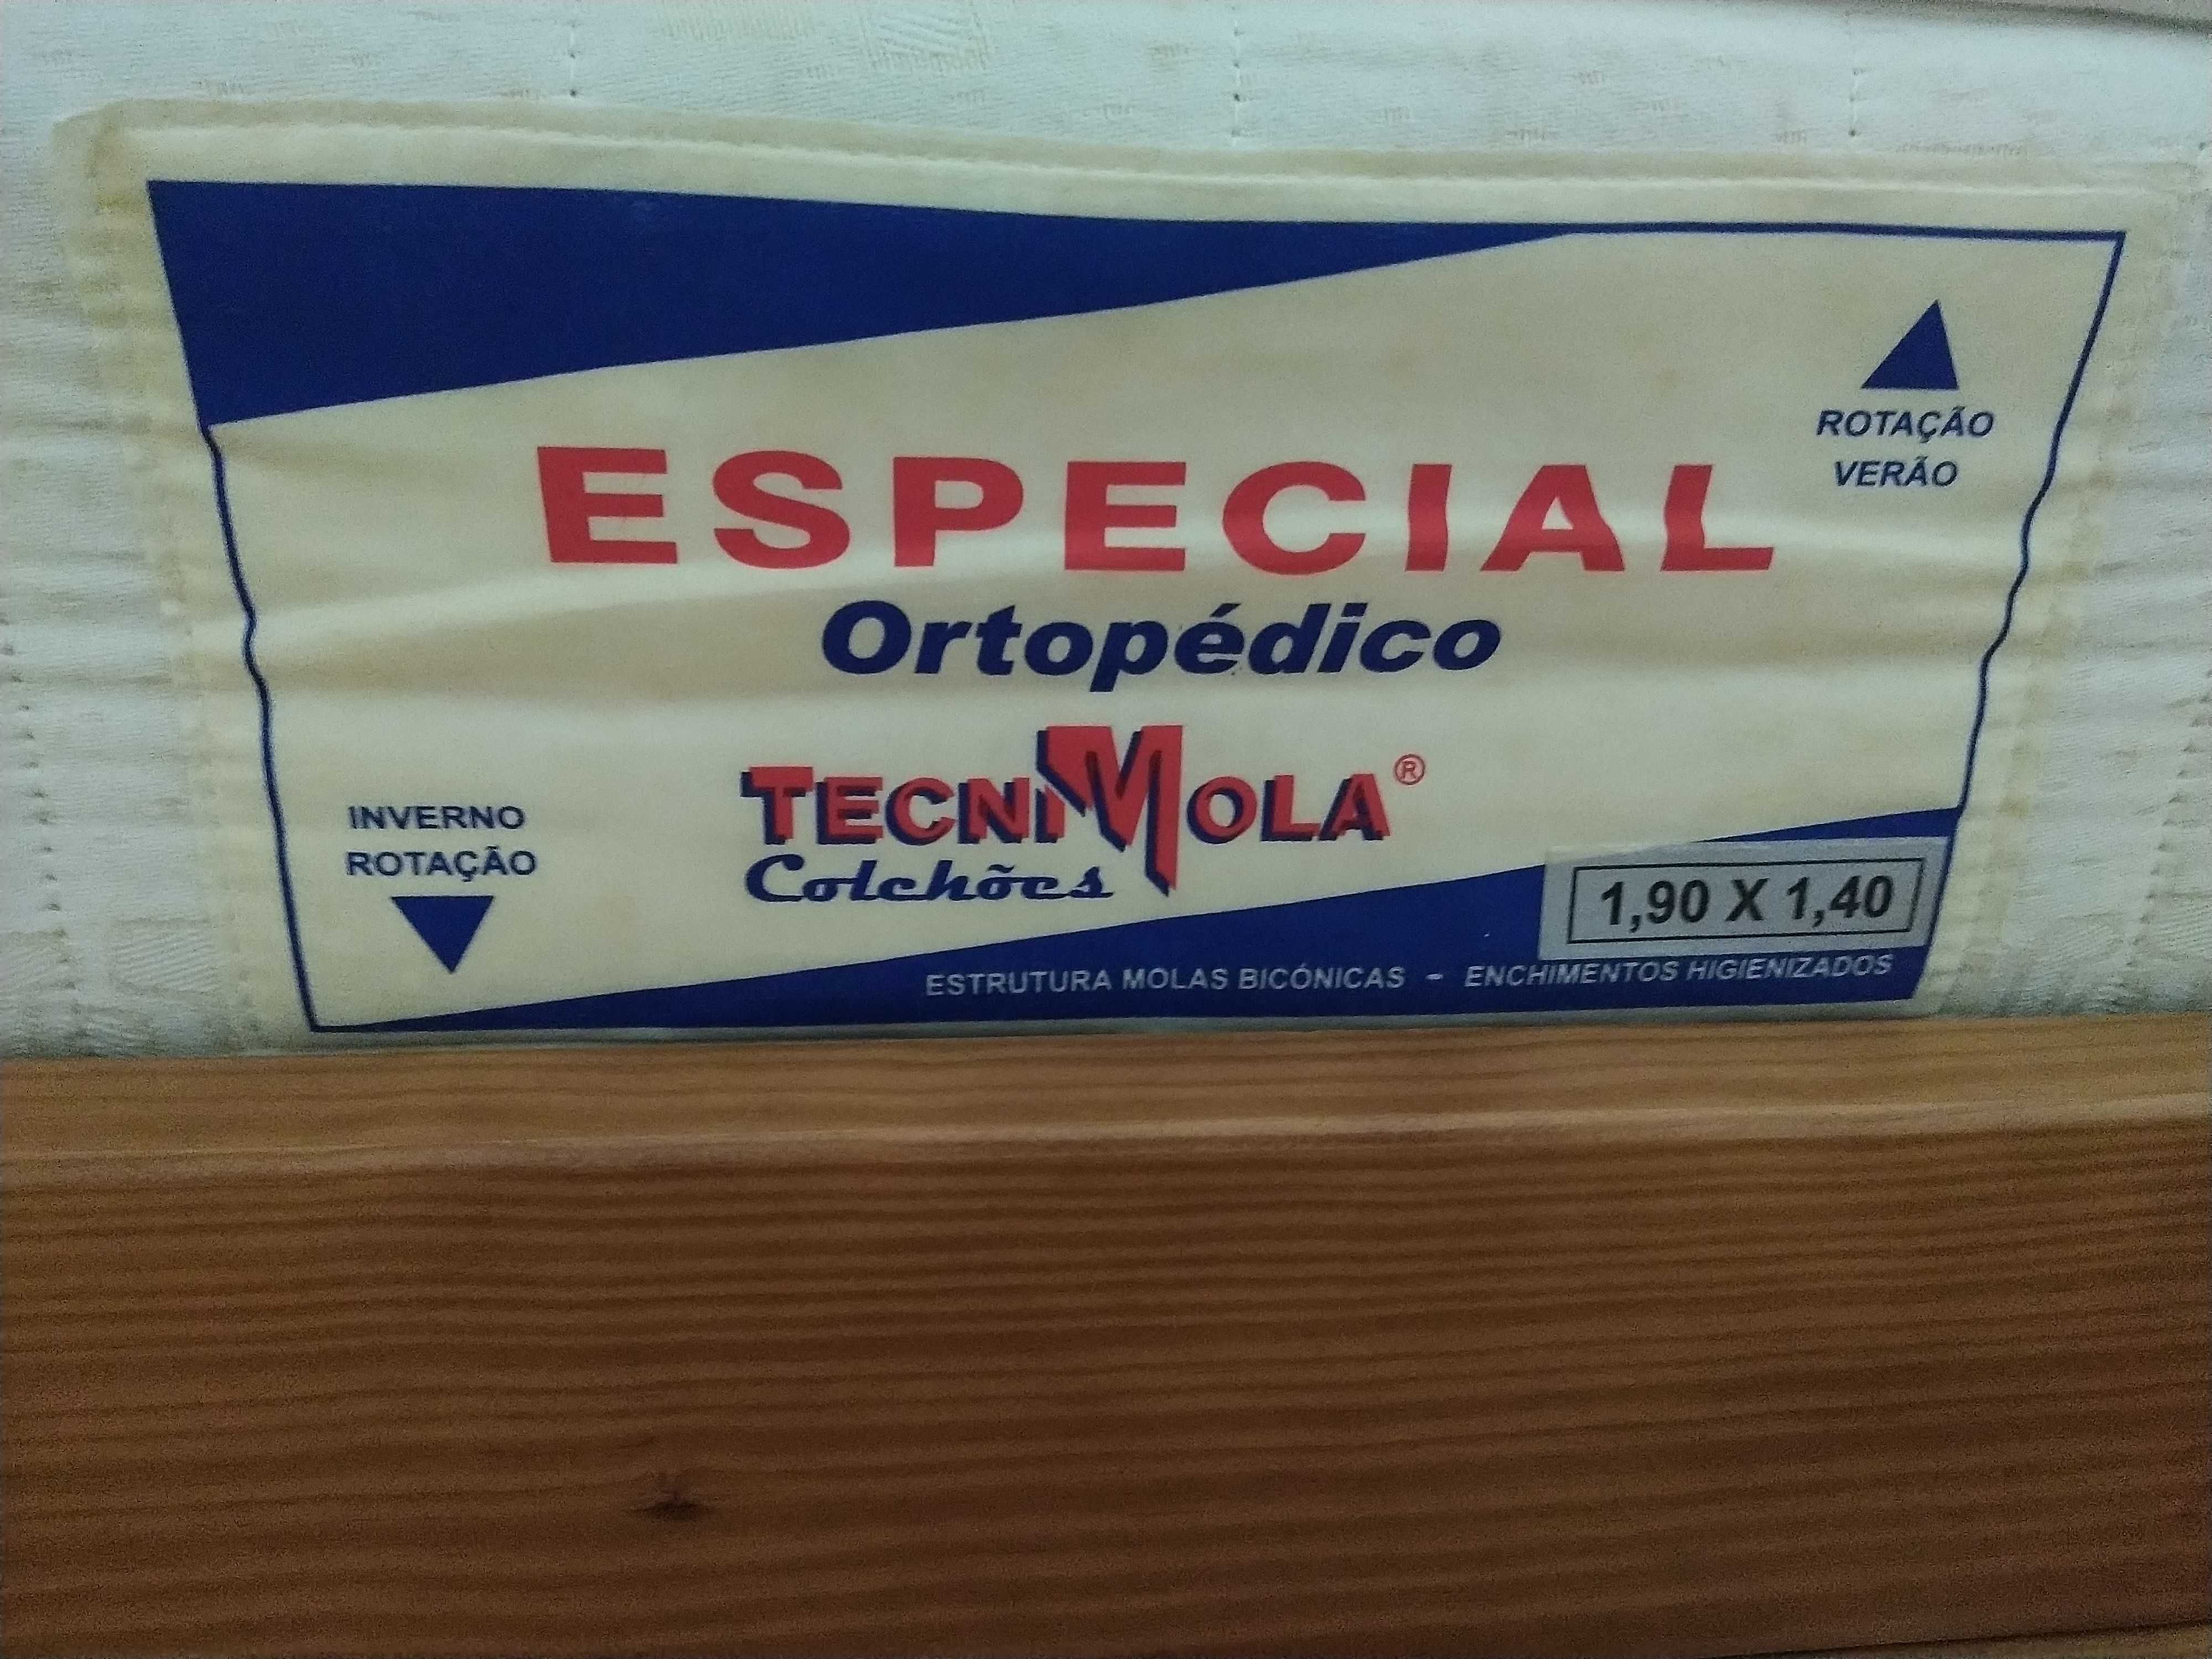 ROTAÇÃO
VERÃO
ESPECIAL
Ortopédico
TECNIMOLA®
Colchões
INVERNO
ROTAÇÃO
1,90 X 1,40
ESTRUTURA MOLAS BICÓNICAS - ENCHIMENTOS HIGIENIZADOS